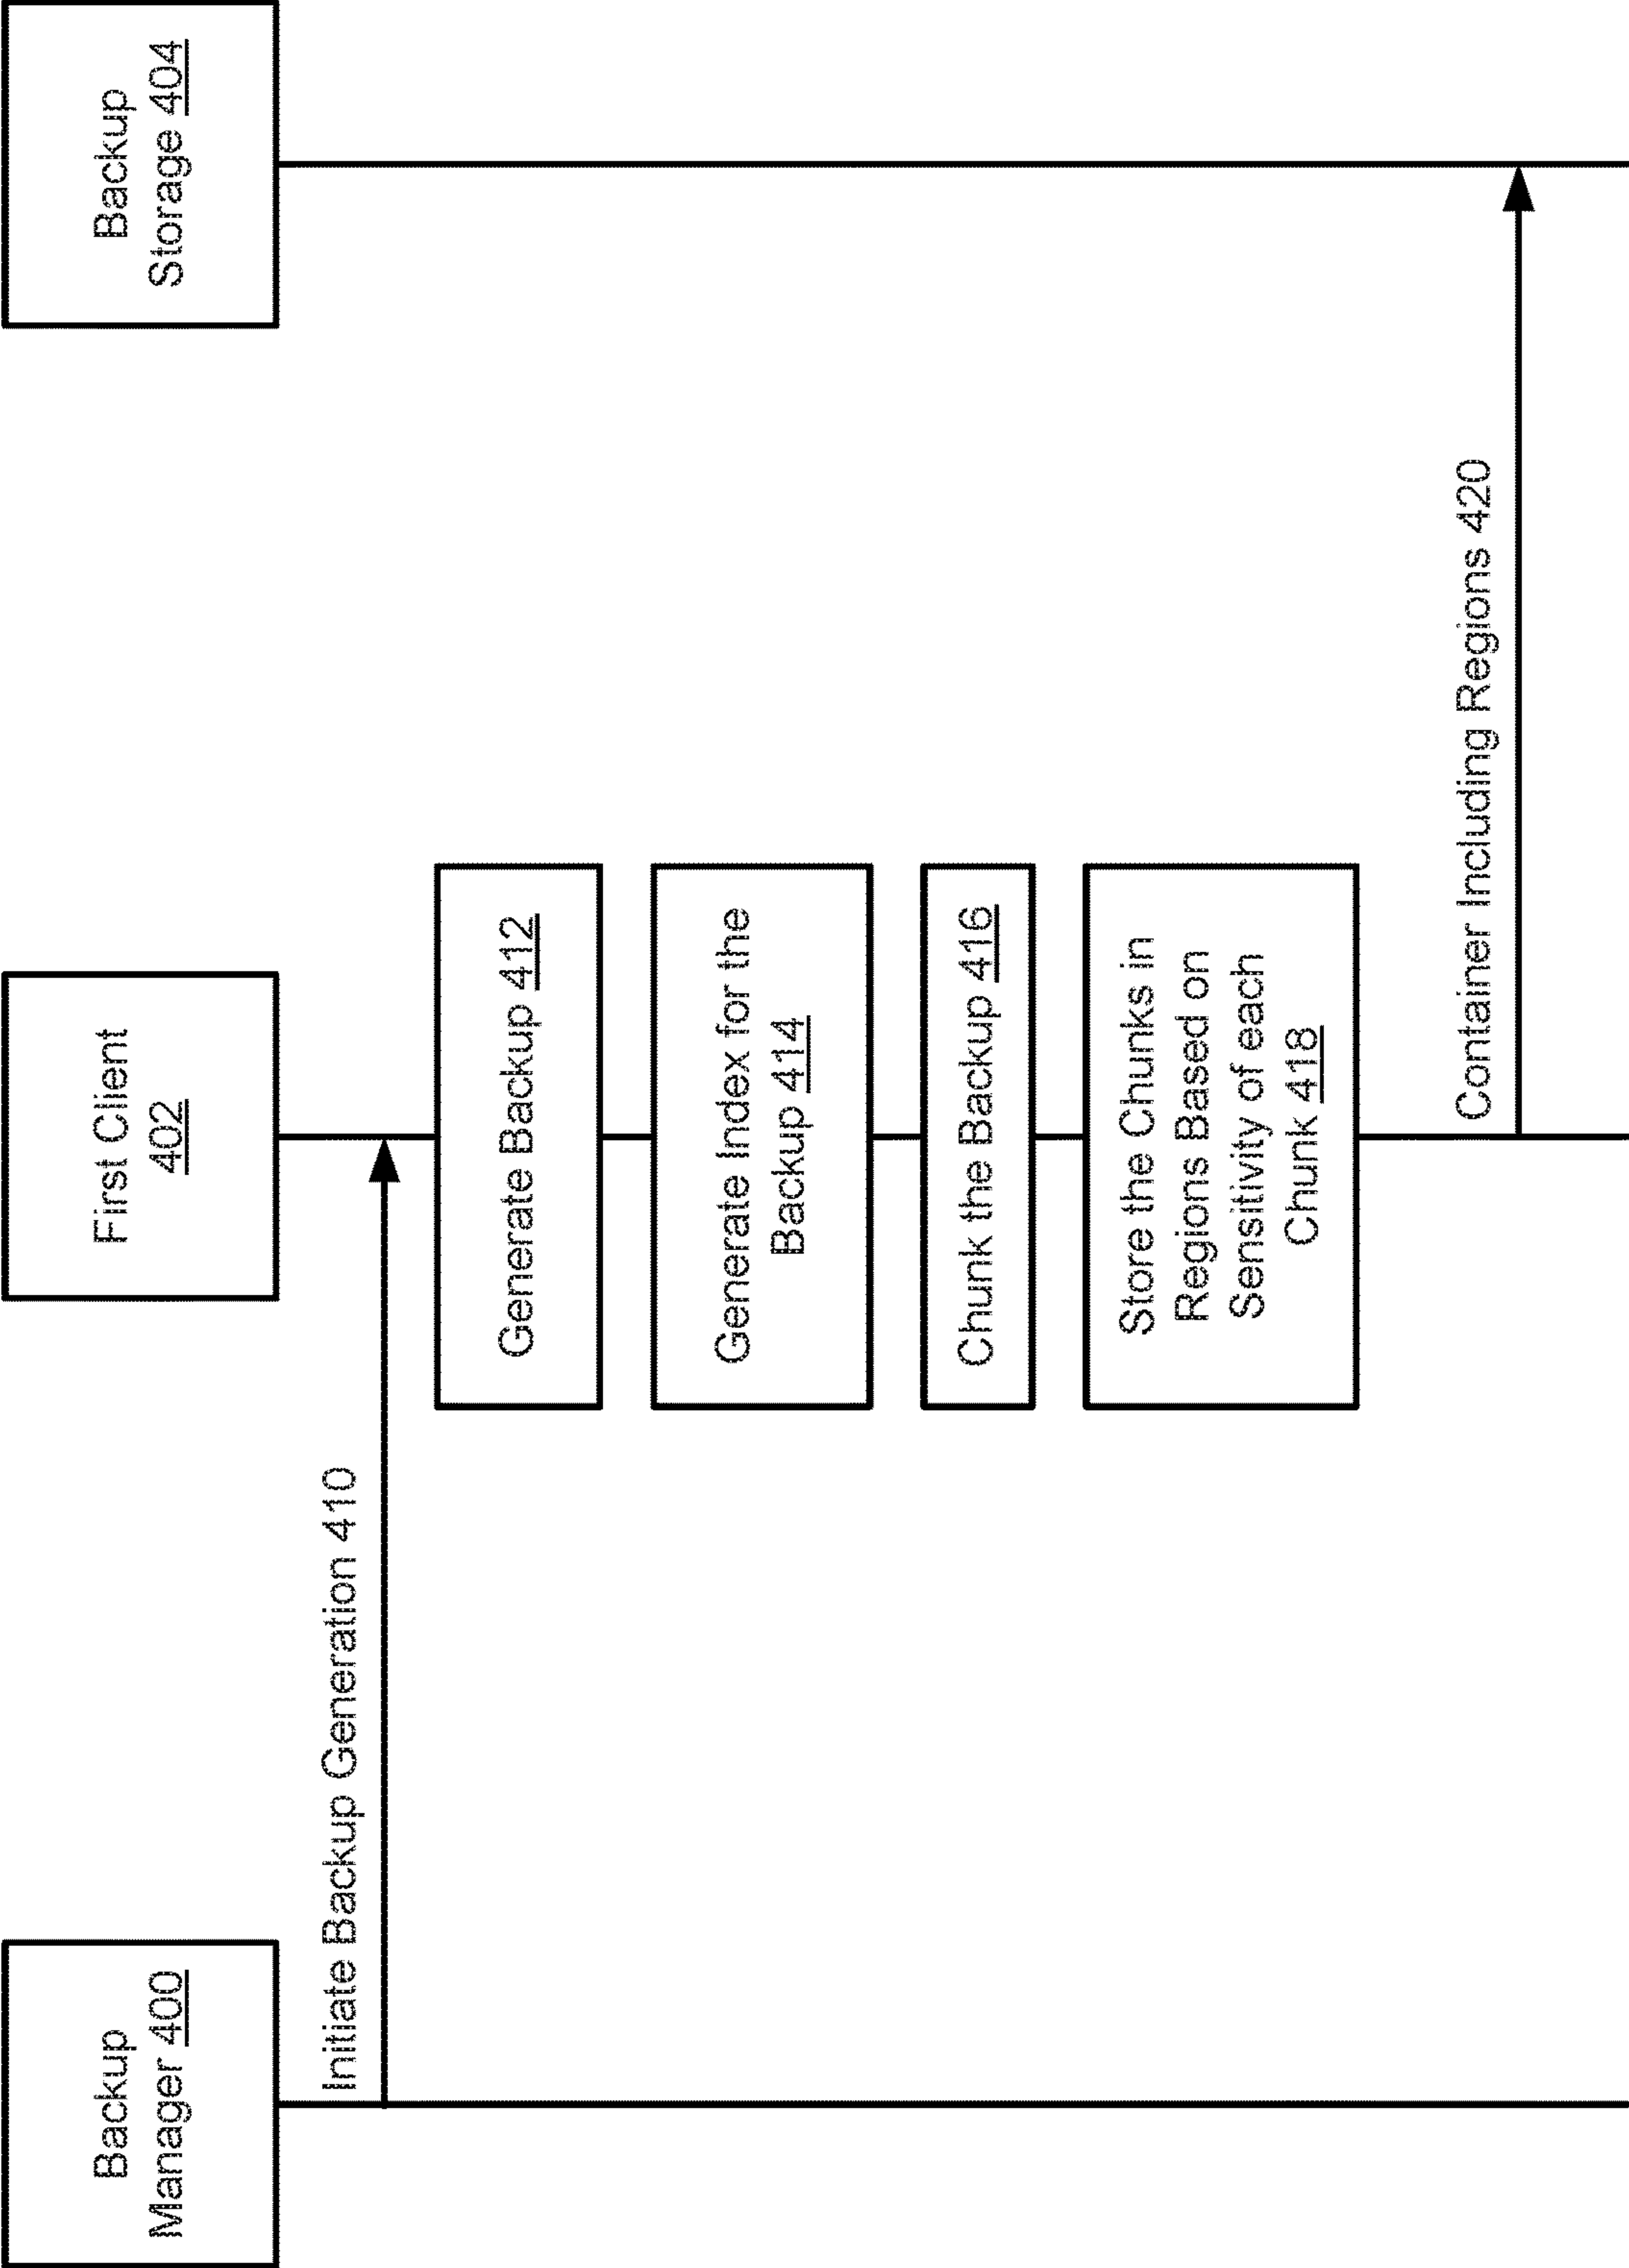 Backup
Manager 400
First Client
402
Backup
Storage 404
Initiate Backup Generation 410
Generate Backup 412
Generate Index for the
Backup 414
Chunk the Backup 416
Store the Chunks in
Regions Based on
Sensitivity of each
Chunk 418
Container Including Regions 420